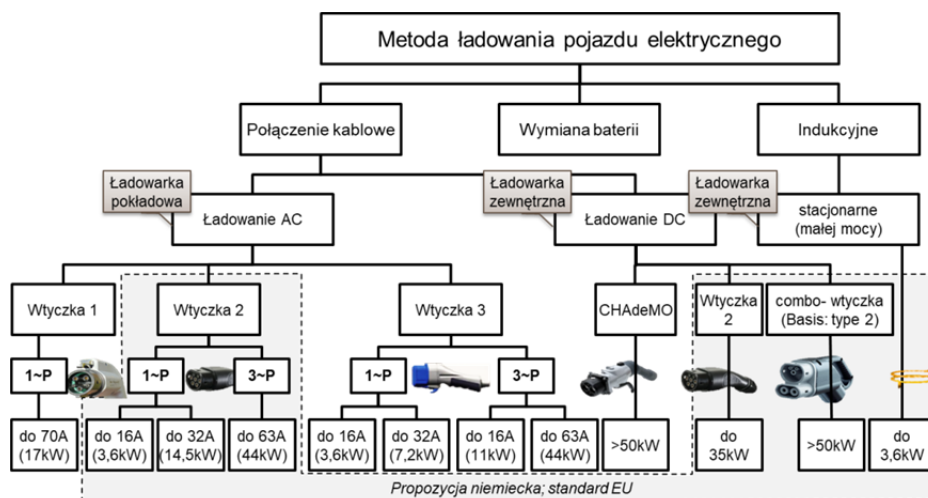 Metoda ładowania pojazdu elektrycznego
Połączenie kablowe
Wymiana baterii
Indukcyjne
Ładowarka
pokładowa
Ładowanie AC
Ładowarka
zewnętrzna
Ładowanie DC
Ładowarka
zewnętrzna
stacjonarne
(małej mocy)
Wtyczka 1
Wtyczka 2
Wtyczka 3
CHAdeMO
Wtyczka
2
combo- wtyczka
(Basis: type 2)
1~P
1~P
3~P
1~P
3~P
do 70A
(17kW)
do 16A
(3,6kW)
do 32A
(14,5kW)
do 63A
(44kW)
do 16A
(3,6kW)
do 32A
(7,2kW)
do 16A
(11kW)
do 63A
(44kW)
>50kW
do
35kW
>50kW
do
3,6kW
Propozycja niemiecka; standard EU